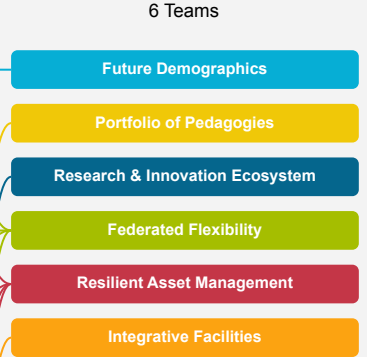 6 Teams
Future Demographics
Portfolio of Pedagogies
Research & Innovation Ecosystem
Federated Flexibility
Resilient Asset Management
Integrative Facilities